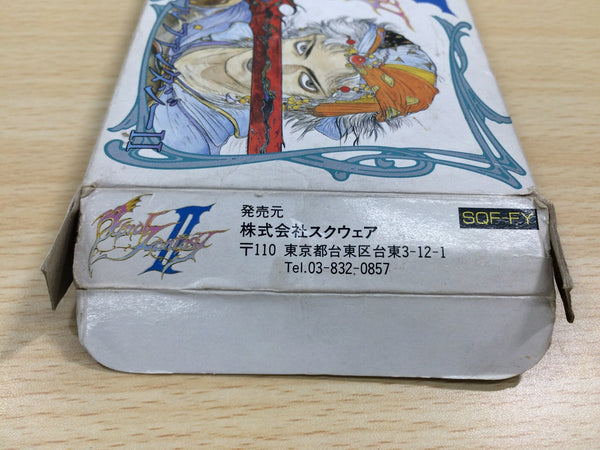 Final Fantasy II
発売元
株式会社スクウェア
〒110 東京都台東区台東3-12-1
Tel.03-832-0857
SQF-FY